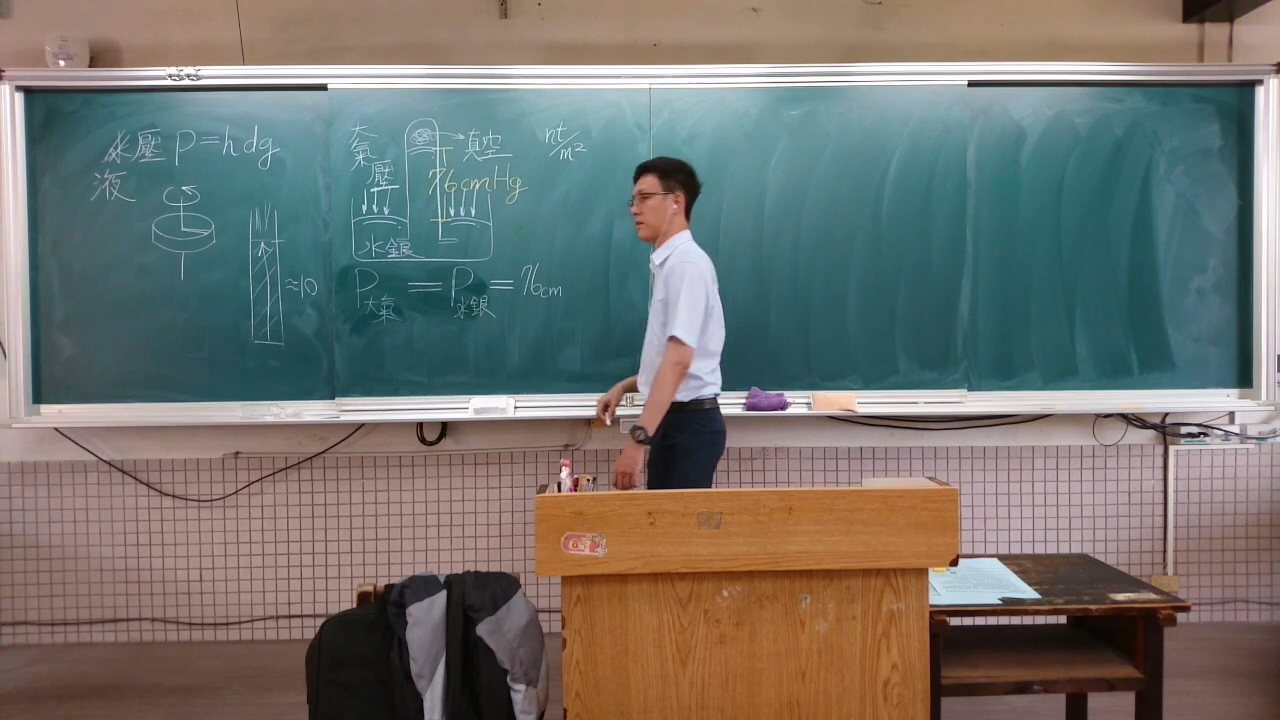 水壓 P=hdg
液
≈10
大氣壓
真空
76cmHg
水銀
nt/m²
P大氣 = P水銀 = 76cm